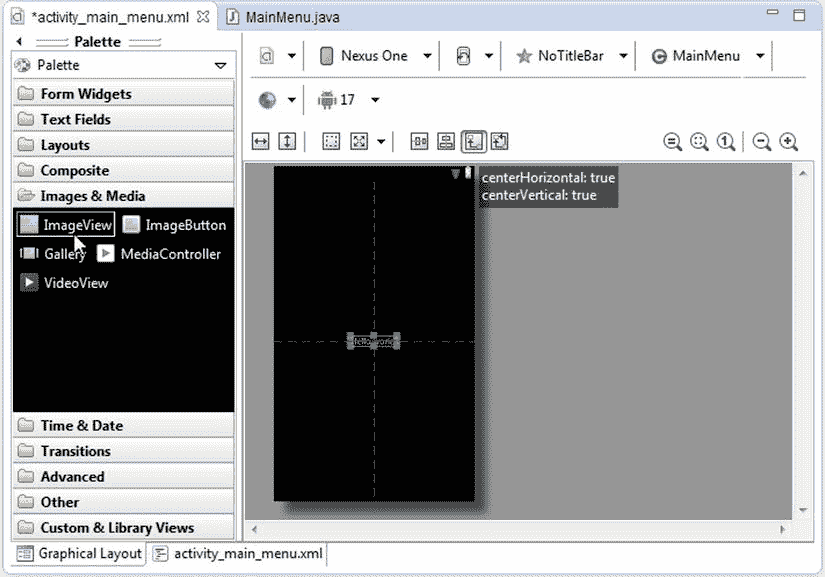 *activity_main_menu.xml MainMenu.java
Palette
Palette
Form Widgets
Text Fields
Layouts
Composite
Images & Media
ImageView ImageButton
Gallery MediaController
VideoView
Time & Date
Transitions
Advanced
Other
Custom & Library Views
Graphical Layout activity_main_menu.xml
Nexus One NoTitleBar MainMenu
17
1
centerHorizontal: true
centerVertical: true